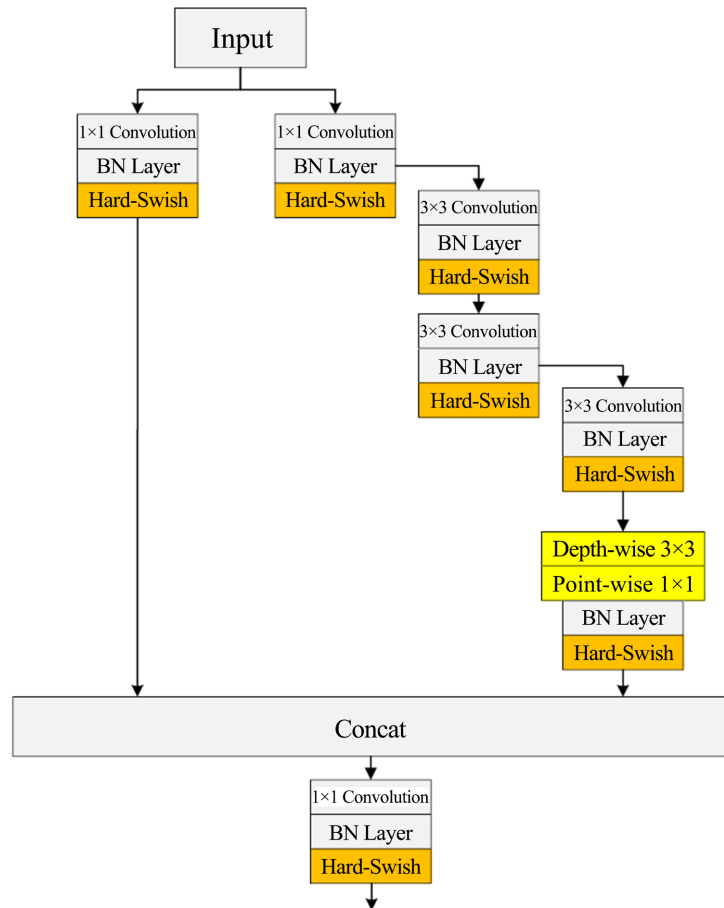 Input
1×1 Convolution
BN Layer
Hard-Swish
1×1 Convolution
BN Layer
Hard-Swish
3×3 Convolution
BN Layer
Hard-Swish
3×3 Convolution
BN Layer
Hard-Swish
3×3 Convolution
BN Layer
Hard-Swish
Depth-wise 3×3
Point-wise 1×1
BN Layer
Hard-Swish
Concat
1×1 Convolution
BN Layer
Hard-Swish